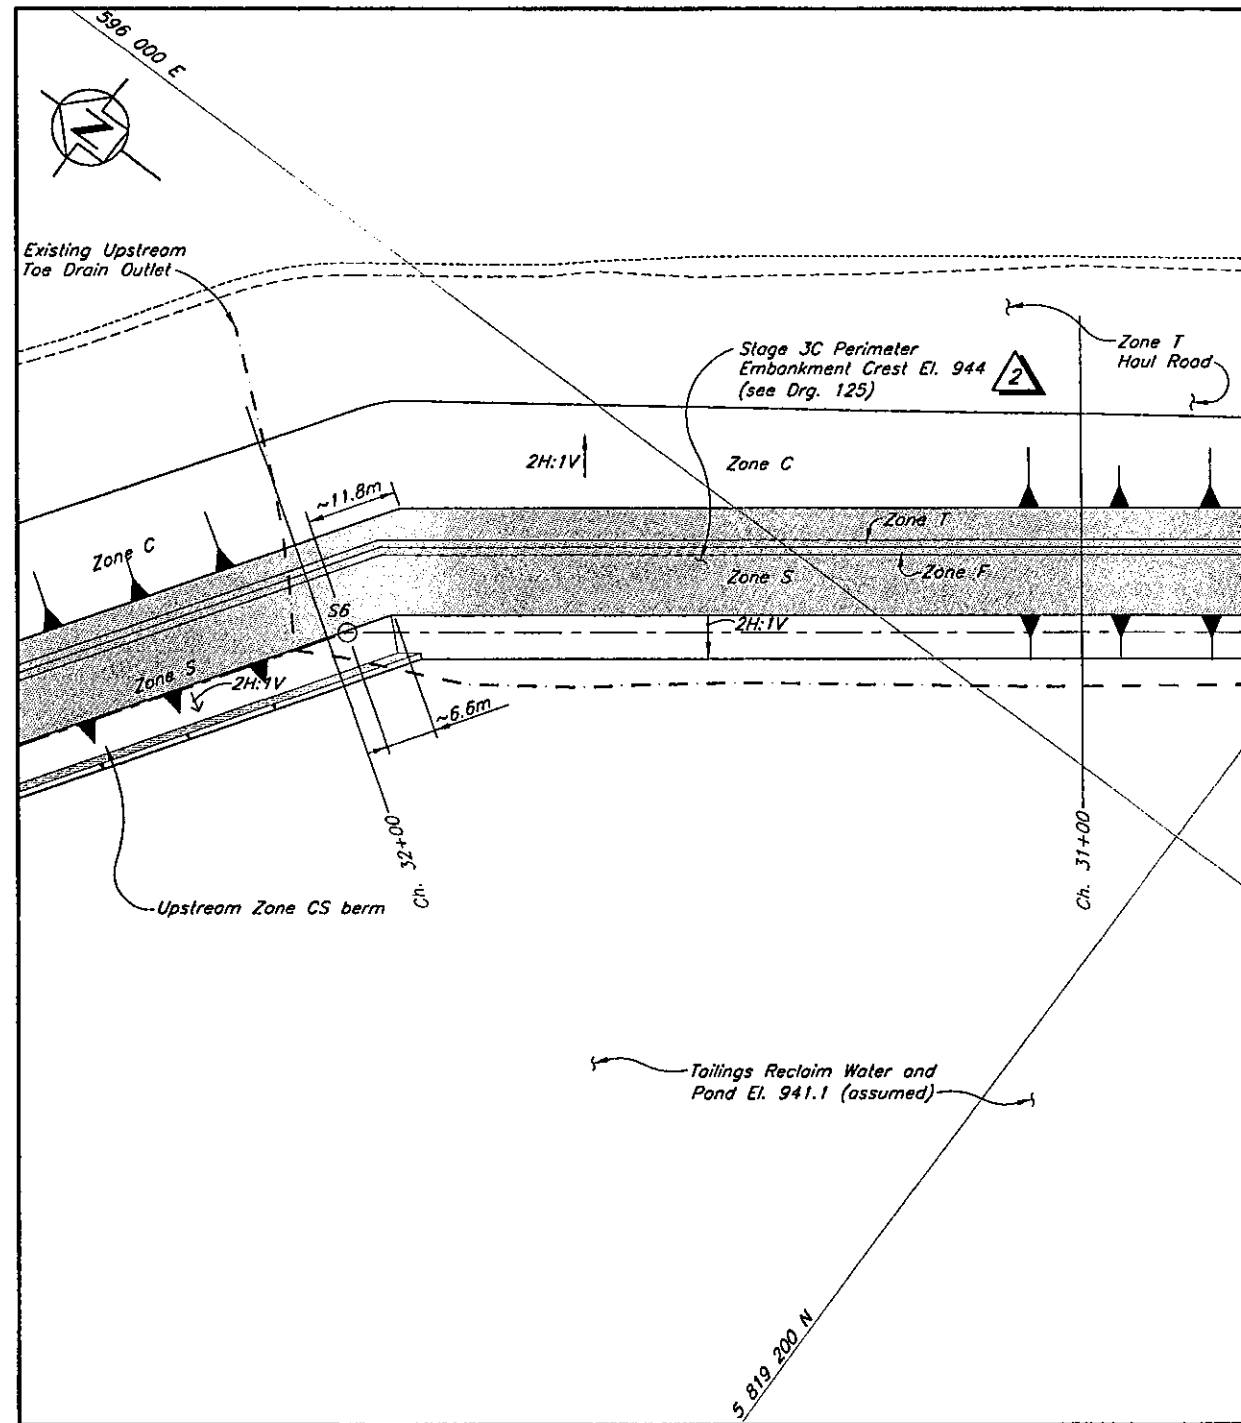 596 000 E
N
Existing Upstream
Toe Drain Outlet
Stage 3C Perimeter
Embankment Crest El. 944
(see Drg. 125)
2
Zone T
Haul Road
2H:1V
Zone C
~11.8m
Zone C
Zone T
Zone F
Zone S
S6
2H:1V
Zone S
2H:1V
~6.6m
Ch. 32+00
Ch. 31+00
Upstream Zone CS berm
Tailings Reclaim Water and
Pond El. 941.1 (assumed)
5 819 200 N